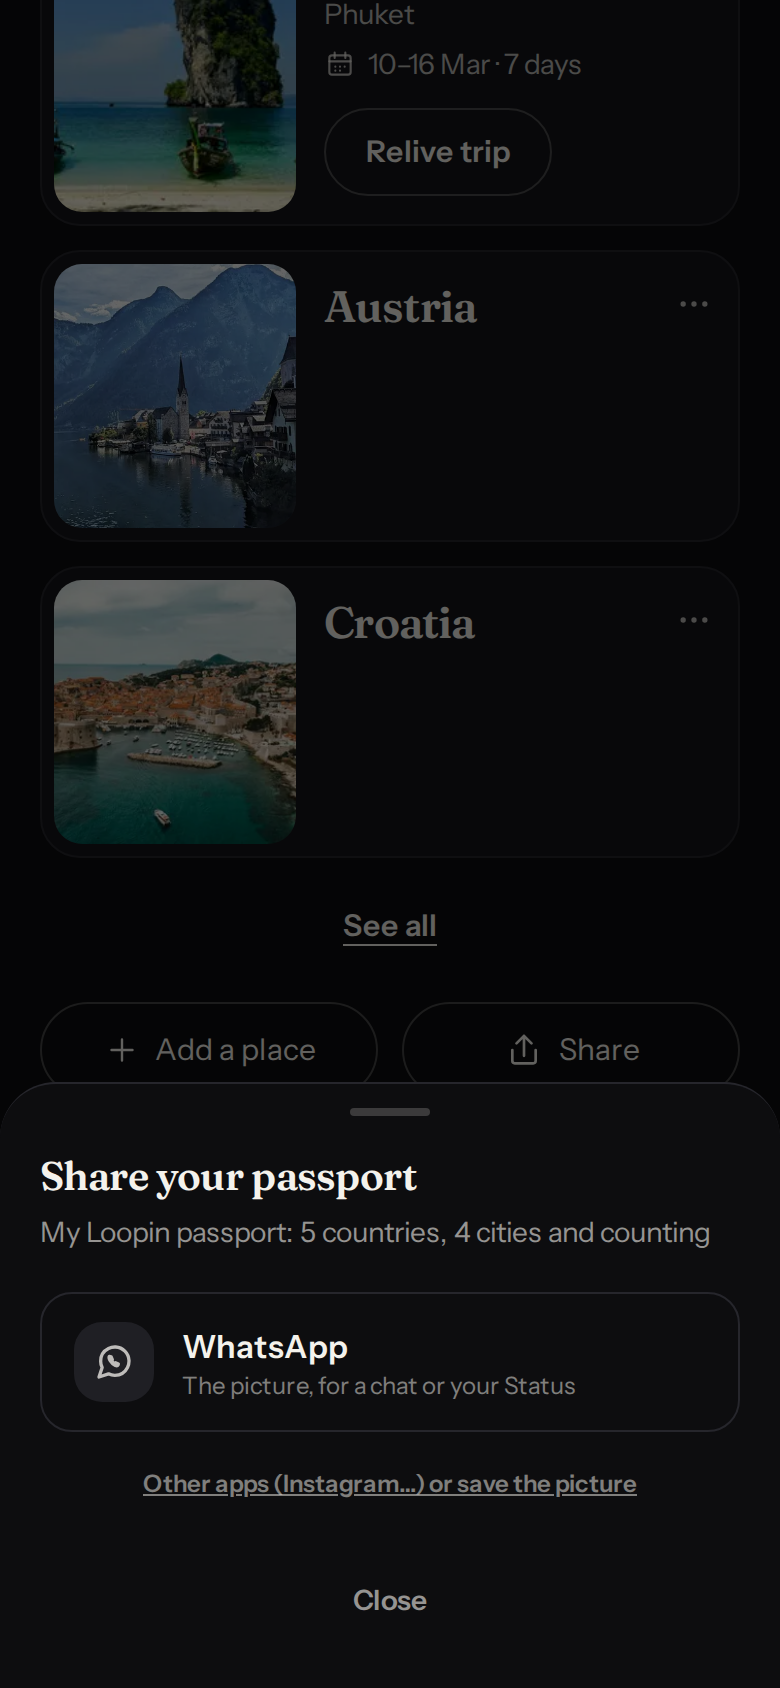 Phuket
10–16 Mar · 7 days
Relive trip
Austria
Croatia
See all
Add a place
Share
Share your passport
My Loopin passport: 5 countries, 4 cities and counting
WhatsApp
The picture, for a chat or your Status
Other apps (Instagram...) or save the picture
Close